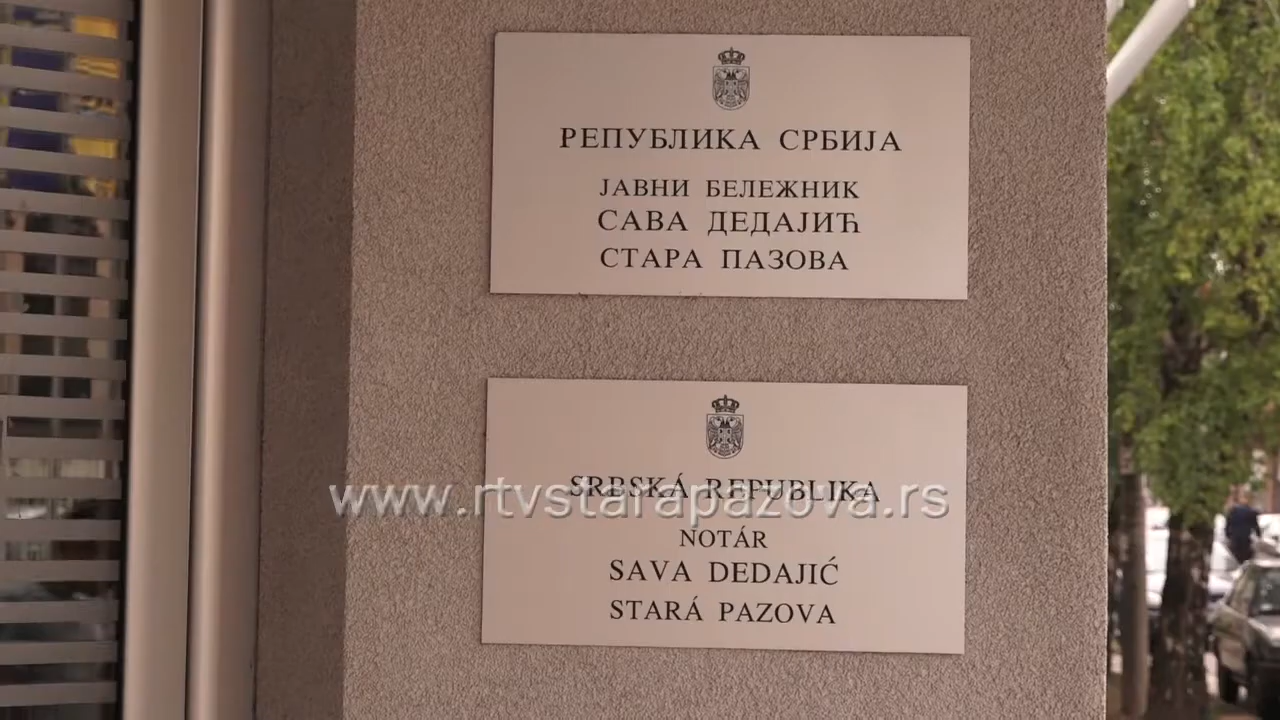 РЕПУБЛИКА СРБИЈА
ЈАВНИ БЕЛЕЖНИК
САВА ДЕДАЈИЋ
СТАРА ПАЗОВА
SRBSKÁ REPUBLIKA
www.rtvstarapazova.rs
NOTÁR
SAVA DEDAJIĆ
STARÁ PAZOVA